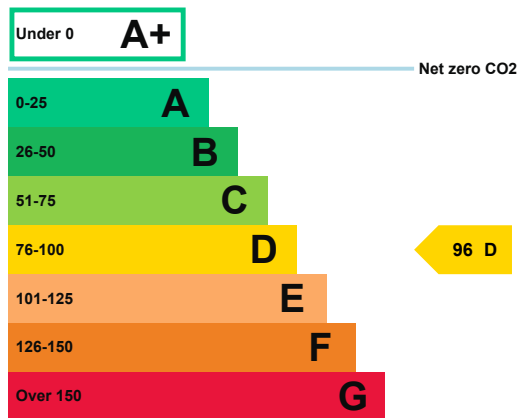 Under 0 A+
Net zero CO2
0-25 A
26-50 B
51-75 C
76-100 D
96 D
101-125 E
126-150 F
Over 150 G